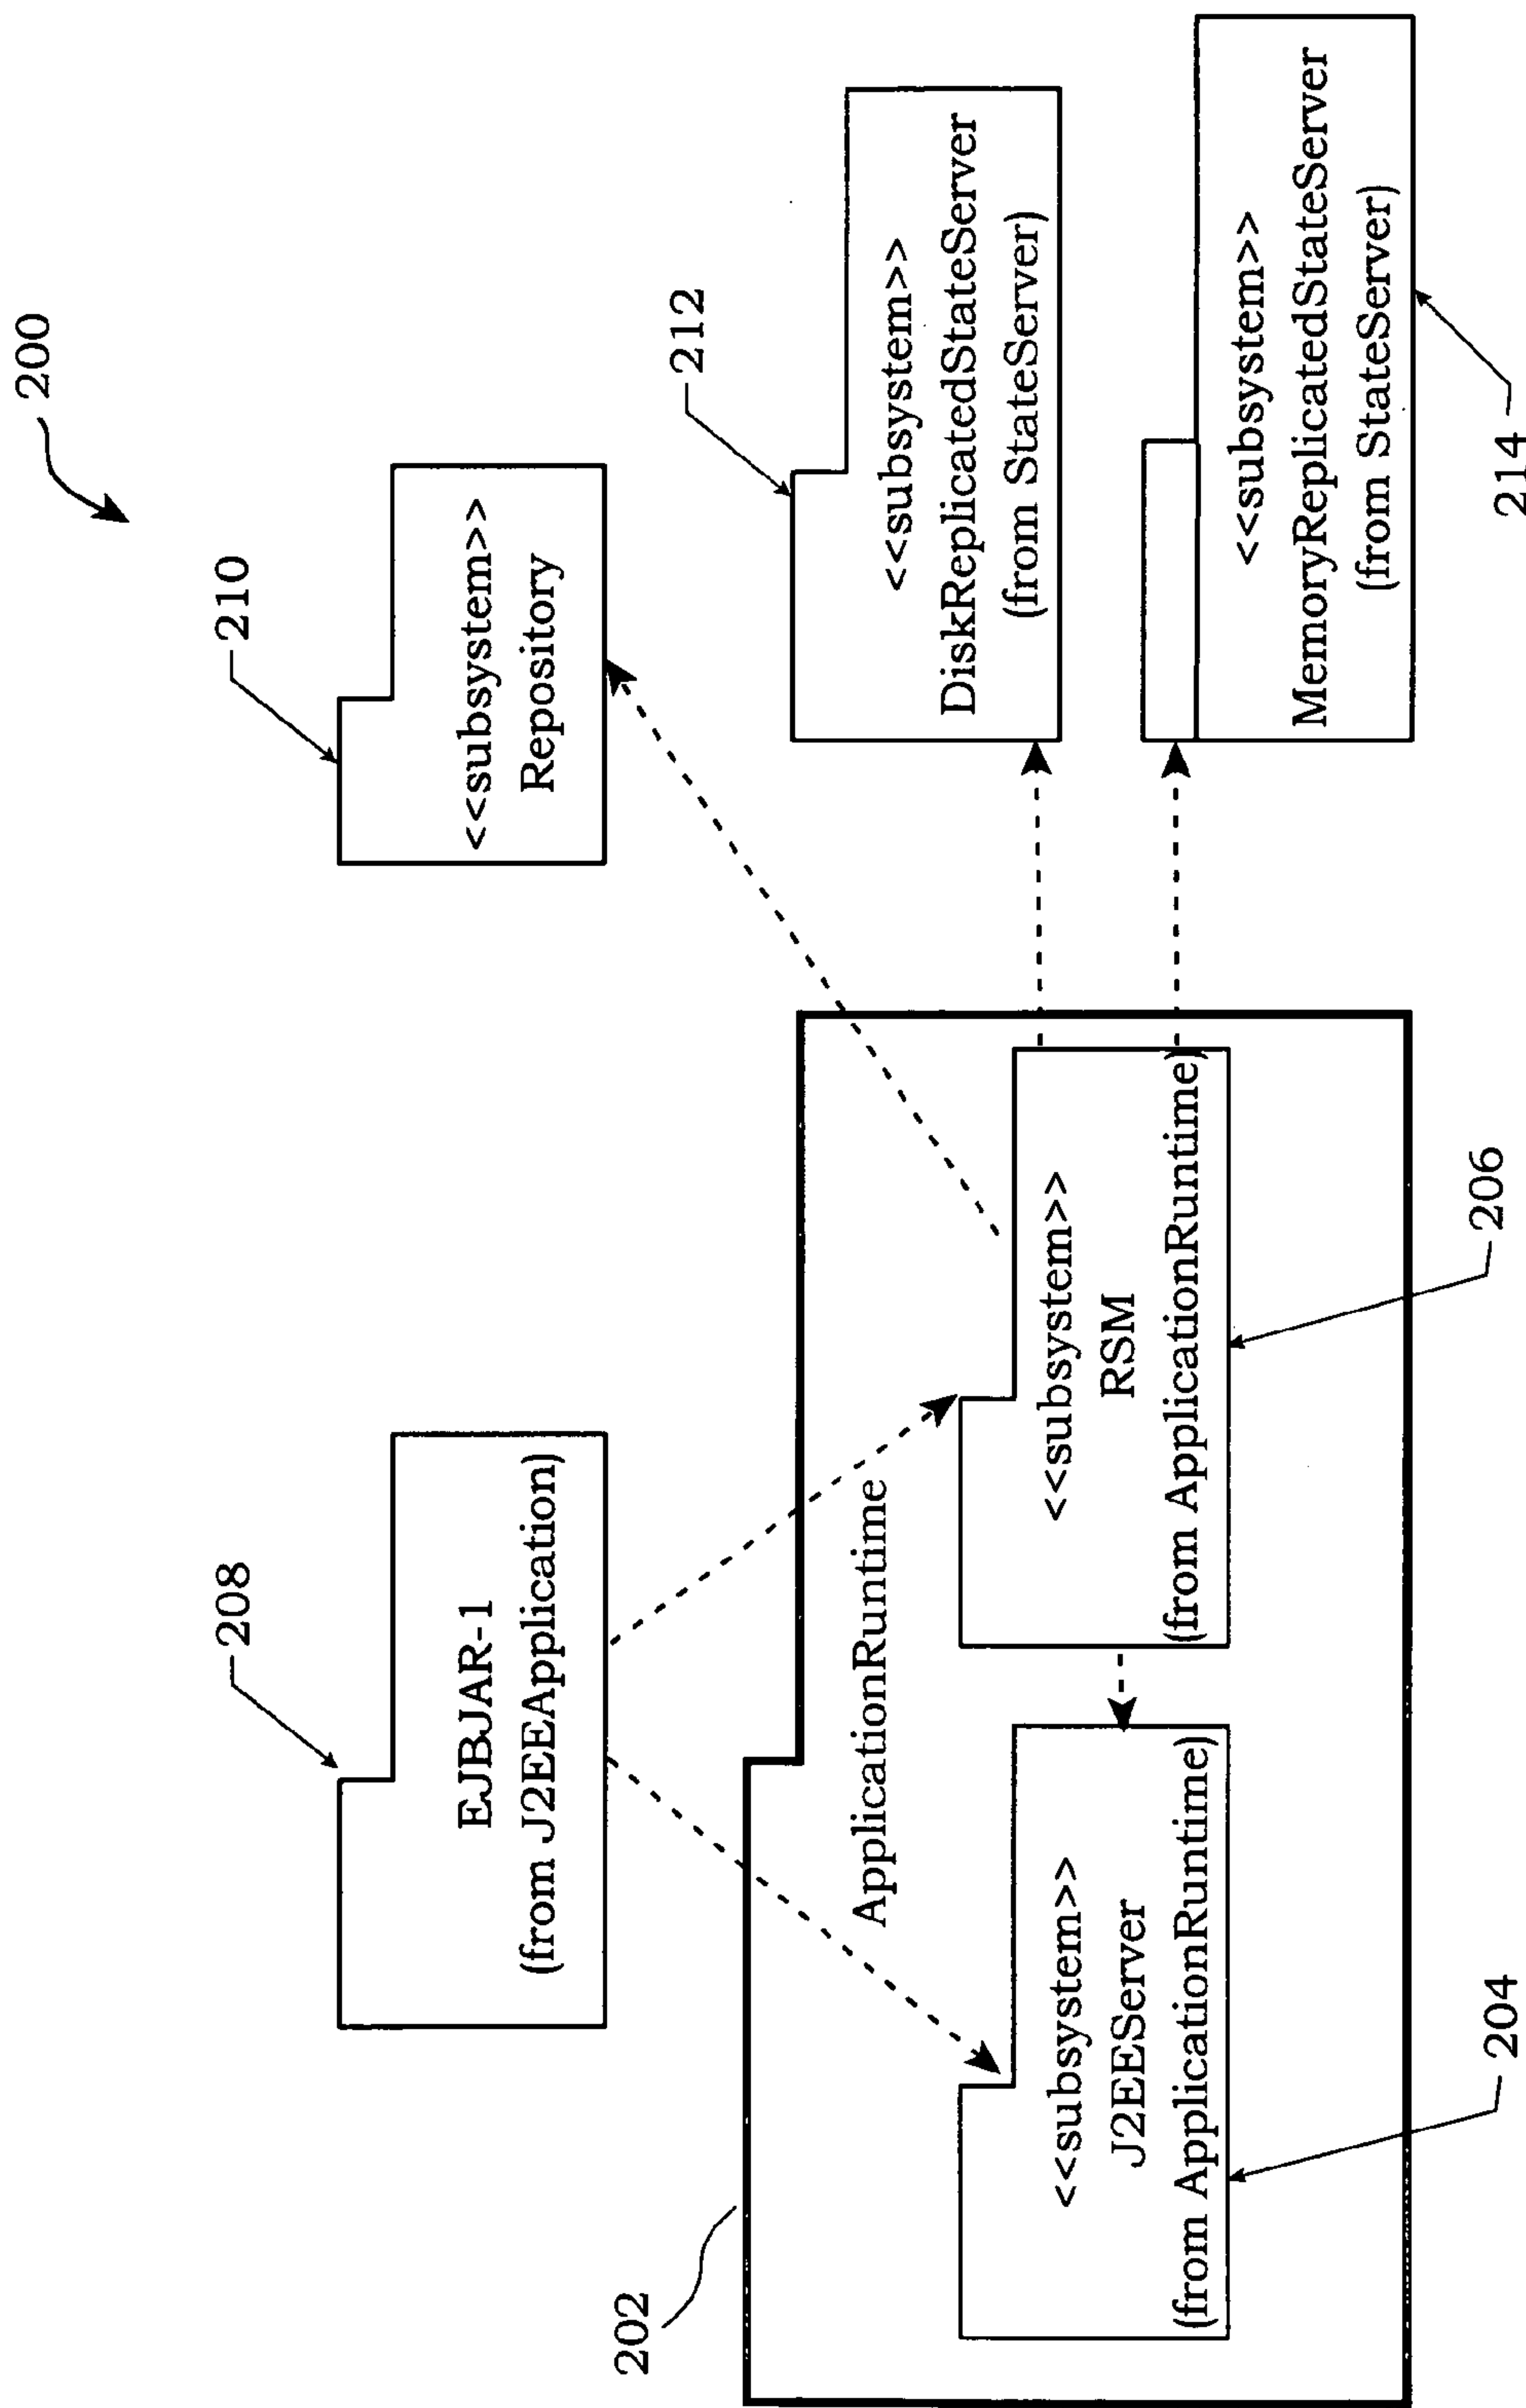 200
208
EJBJAR-1
(from J2EEApplication)
210
<<subsystem>>
Repository
202
ApplicationRuntime
<<subsystem>>
J2EEServer
(from ApplicationRuntime)
204
<<subsystem>>
RSM
(from ApplicationRuntime)
206
212
<<subsystem>>
DiskReplicatedStateServer
(from StateServer)
<<subsystem>>
MemoryReplicatedStateServer
(from StateServer)
214